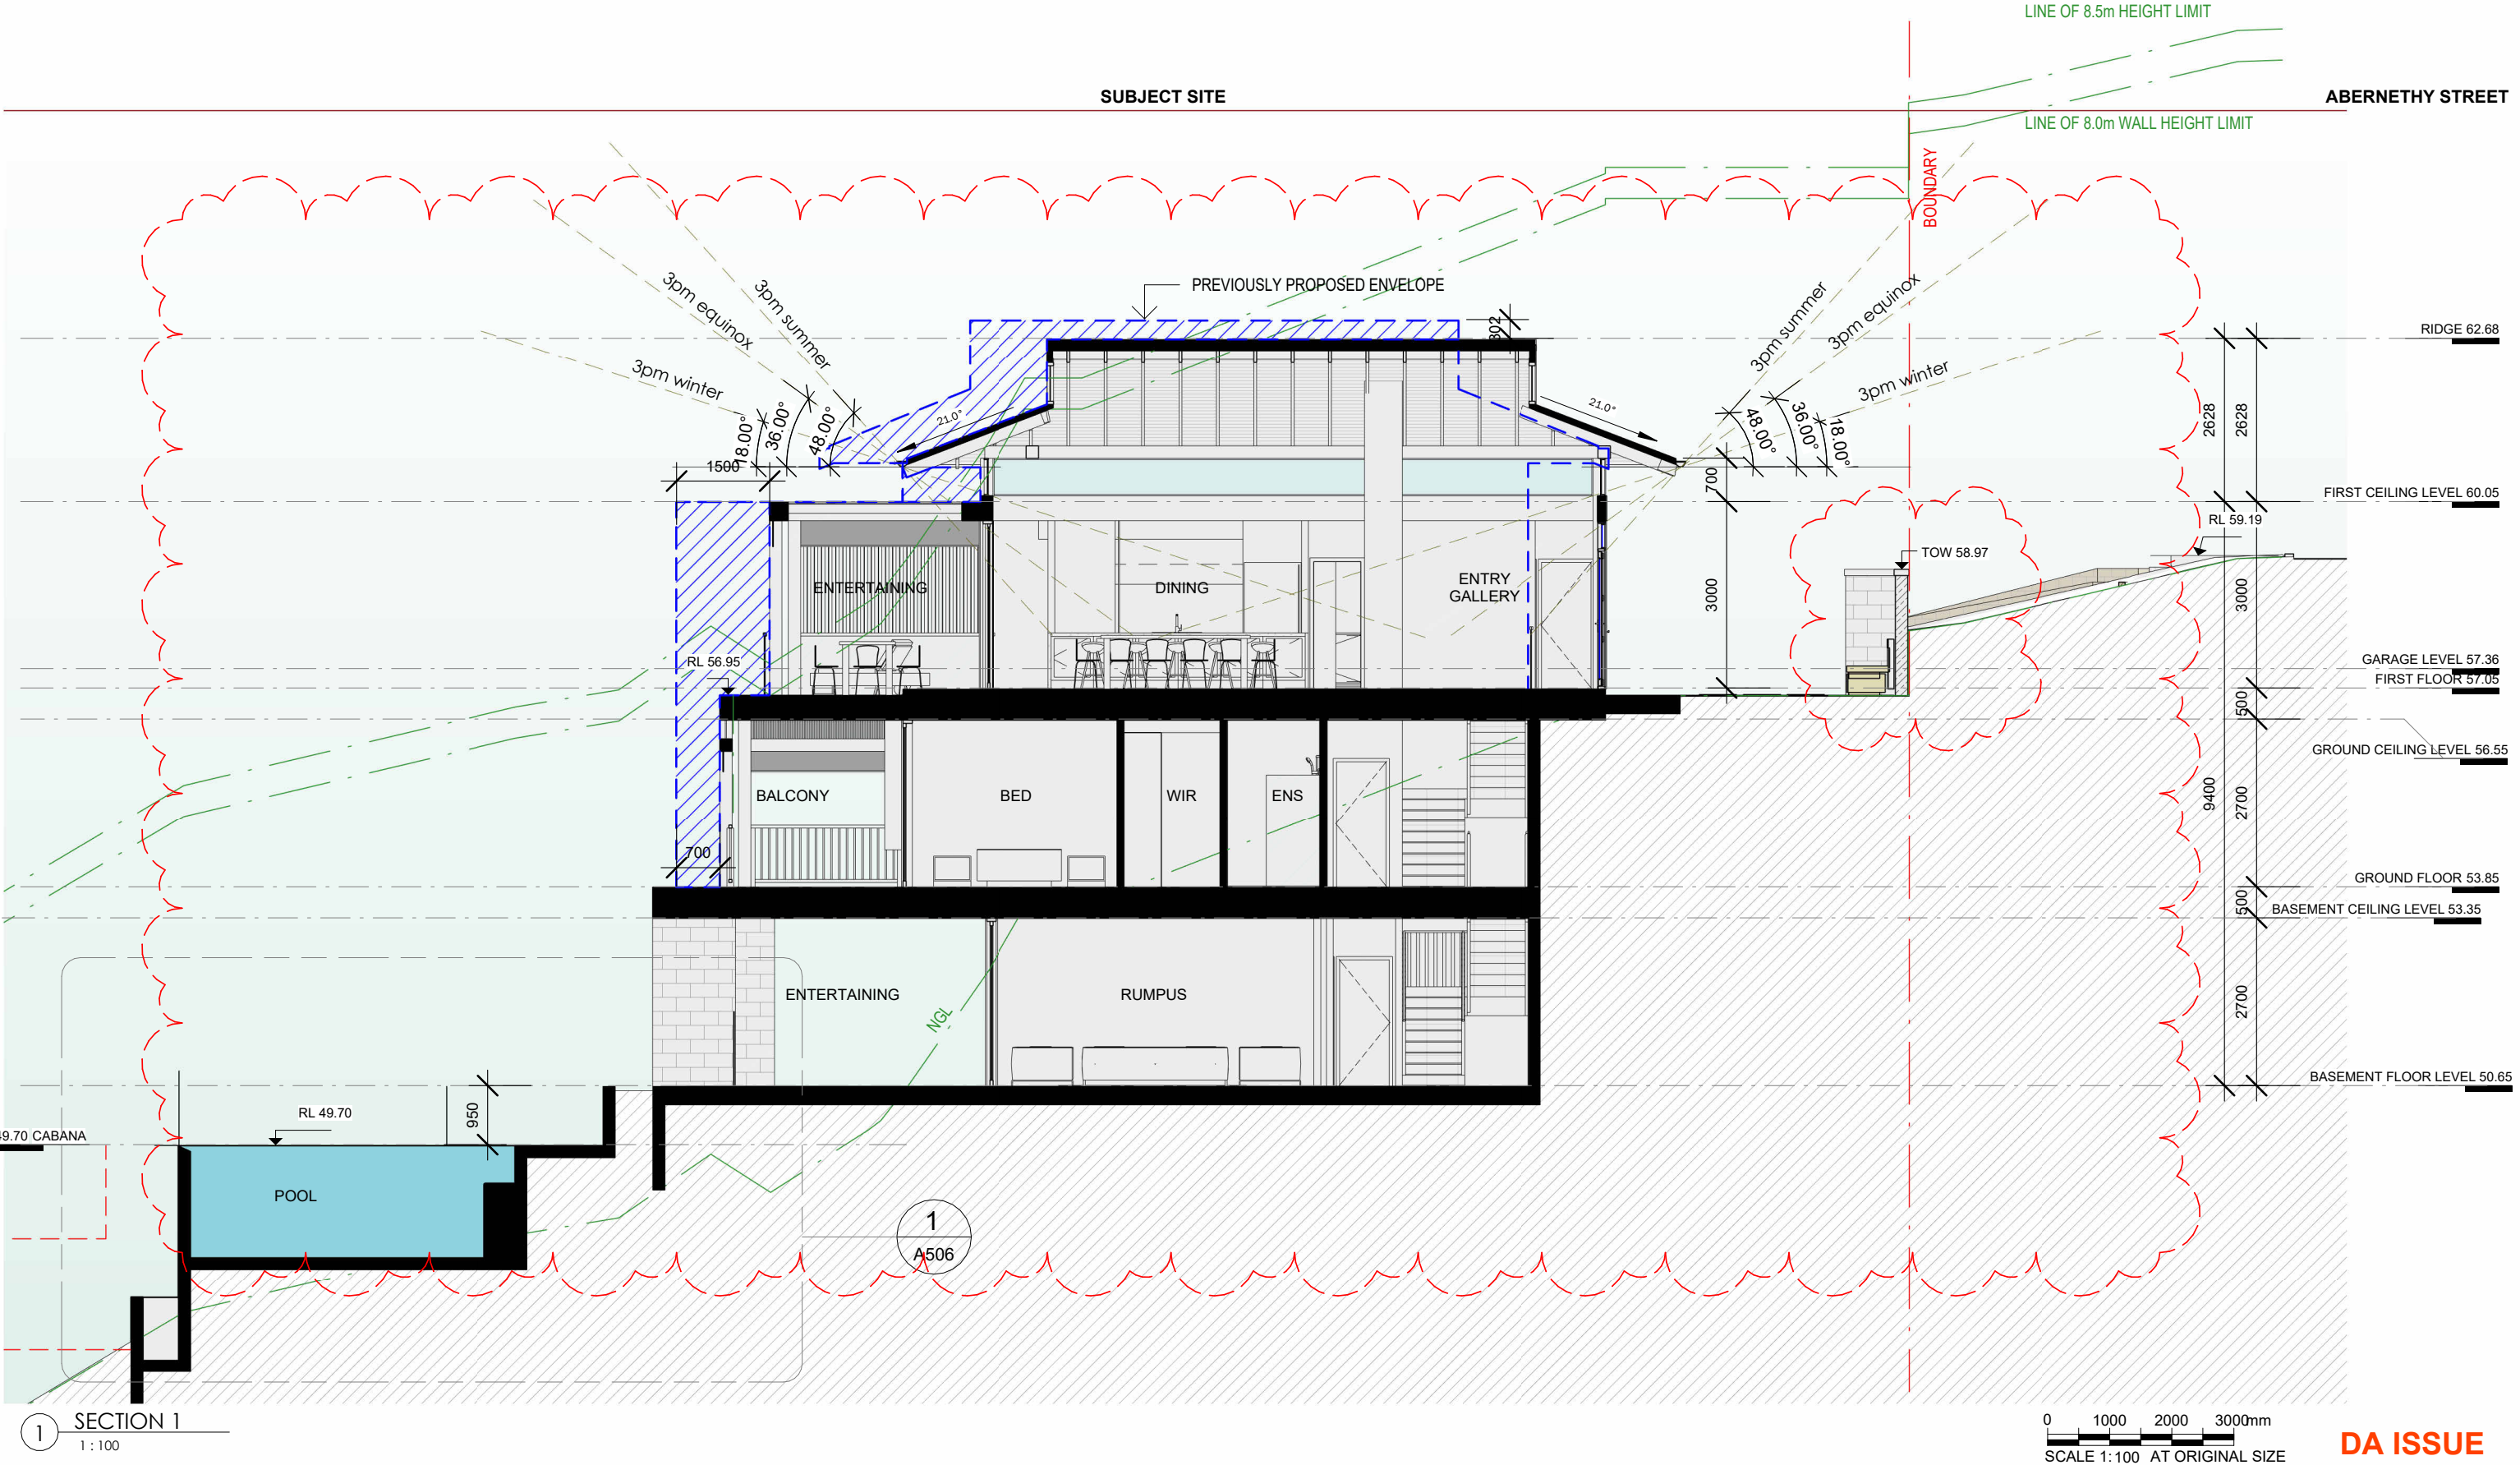 LINE OF 8.5m HEIGHT LIMIT
SUBJECT SITE
ABERNETHY STREET
LINE OF 8.0m WALL HEIGHT LIMIT
BOUNDARY
PREVIOUSLY PROPOSED ENVELOPE
302
3pm summer
3pm equinox
3pm winter
18.00°
36.00°
48.00°
21.0°
1500
21.0°
3pm summer
3pm equinox
3pm winter
48.00°
36.00°
18.00°
RIDGE 62.68
2628
2628
700
FIRST CEILING LEVEL 60.05
RL 59.19
TOW 58.97
ENTERTAINING
DINING
ENTRY
GALLERY
3000
3000
RL 56.95
GARAGE LEVEL 57.36
FIRST FLOOR 57.05
500
GROUND CEILING LEVEL 56.55
BALCONY
BED
WIR
ENS
9400
2700
700
GROUND FLOOR 53.85
500
BASEMENT CEILING LEVEL 53.35
ENTERTAINING
RUMPUS
NGL
2700
BASEMENT FLOOR LEVEL 50.65
950
RL 49.70
49.70 CABANA
POOL
1
A506
1
SECTION 1
1 : 100
0 1000 2000 3000mm
SCALE 1:100 AT ORIGINAL SIZE
DA ISSUE